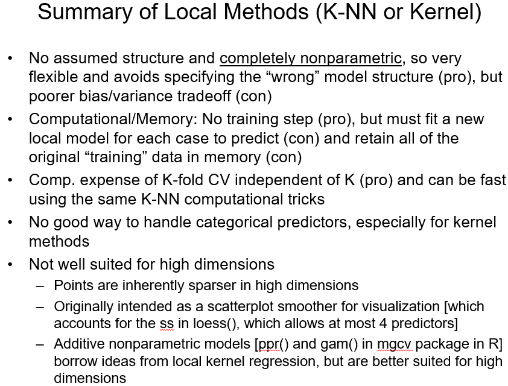 Summary of Local Methods (K-NN or Kernel)
• No assumed structure and completely nonparametric, so very
flexible and avoids specifying the “wrong” model structure (pro), but
poorer bias/variance tradeoff (con)
• Computational/Memory: No training step (pro), but must fit a new
local model for each case to predict (con) and retain all of the
original “training” data in memory (con)
• Comp. expense of K-fold CV independent of K (pro) and can be fast
using the same K-NN computational tricks
• No good way to handle categorical predictors, especially for kernel
methods
• Not well suited for high dimensions
– Points are inherently sparser in high dimensions
– Originally intended as a scatterplot smoother for visualization [which
accounts for the ss in loess(), which allows at most 4 predictors]
– Additive nonparametric models [ppr() and gam() in mgcv package in R]
borrow ideas from local kernel regression, but are better suited for high
dimensions